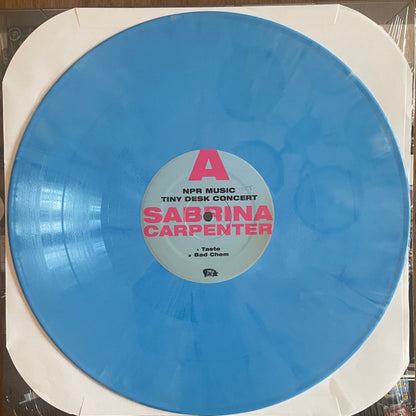 A
NPR MUSIC
TINY DESK CONCERT
SABRINA
CARPENTER
Taste
Bad Chem